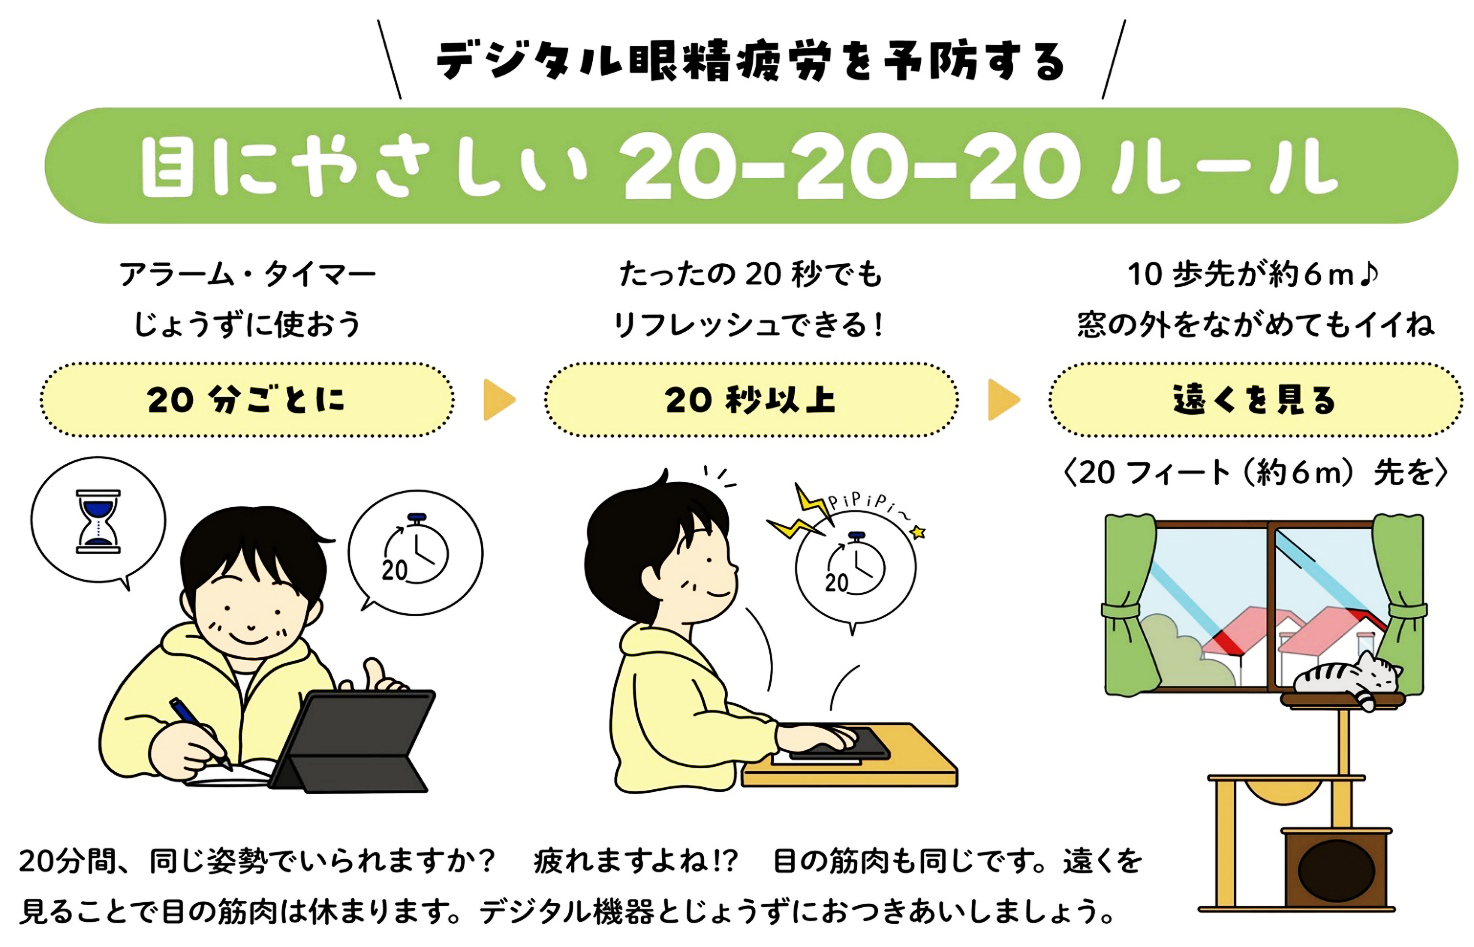 デジタル眼精疲労を予防する
目にやさしい 20-20-20 ルール
アラーム・タイマー
じょうずに使おう
20 分ごとに
たったの 20 秒でも
リフレッシュできる!
20 秒以上
10 歩先が約6m♪
窓の外をながめてもイイね
遠くを見る
〈20 フィート(約6m) 先を〉
20
PiPiPi~
20
20分間、同じ姿勢でいられますか? 疲れますよね!? 目の筋肉も同じです。遠くを
見ることで目の筋肉は休まります。デジタル機器とじょうずにおつきあいしましょう。